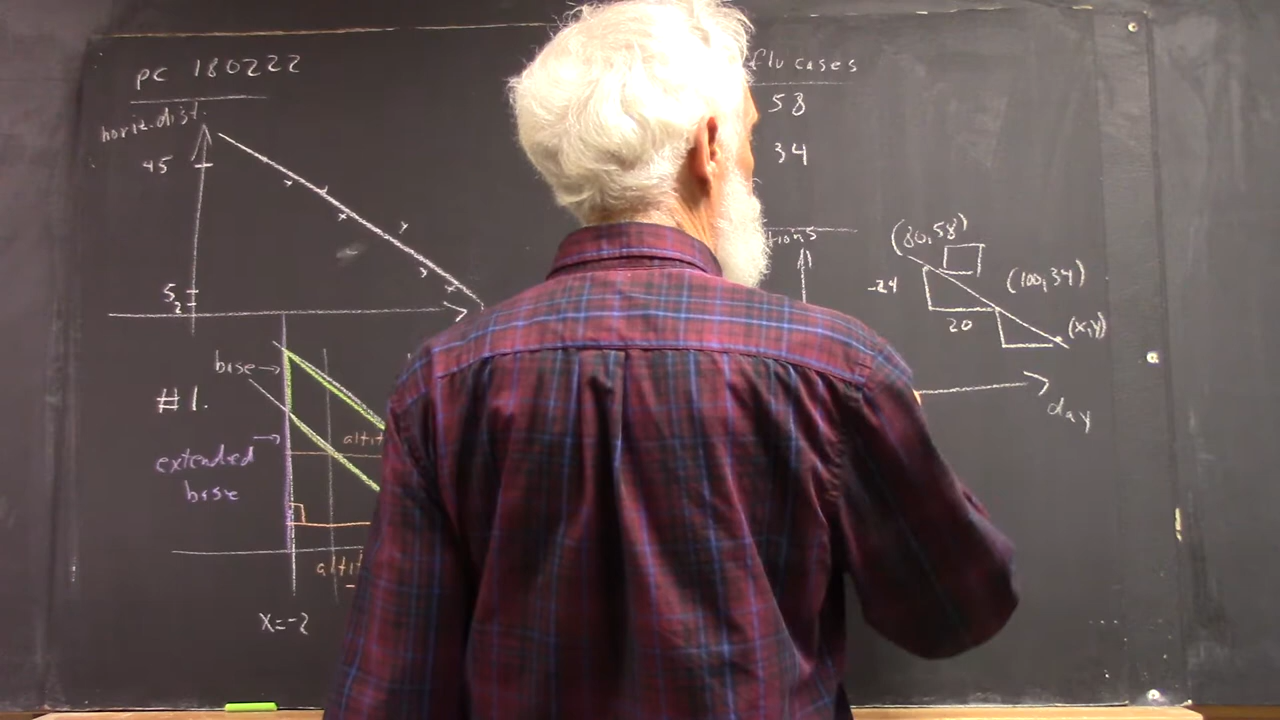 pc 180222
horiz. dist.
45
5
2
base
#1.
extended
base
x=-2
flu cases
58
34
(80,58)
-24
(100,34)
20
(x,y)
day